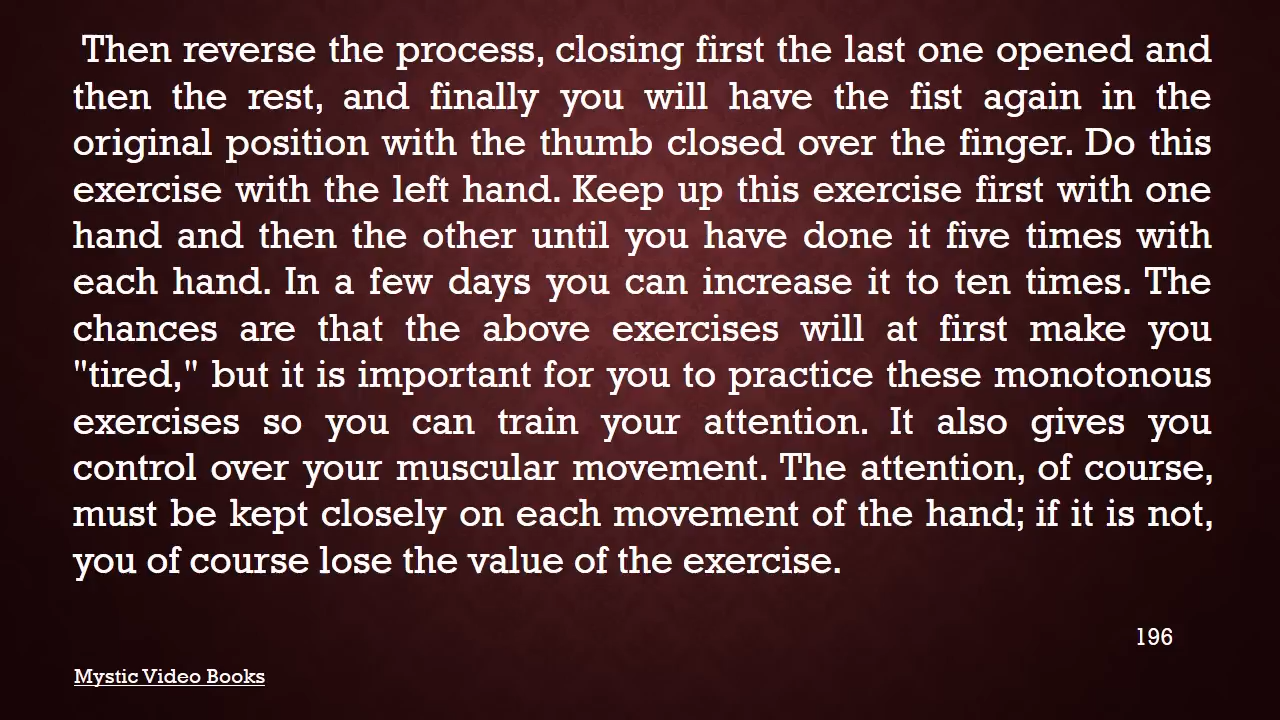 Then reverse the process, closing first the last one opened and
then the rest, and finally you will have the fist again in the
original position with the thumb closed over the finger. Do this
exercise with the left hand. Keep up this exercise first with one
hand and then the other until you have done it five times with
each hand. In a few days you can increase it to ten times. The
chances are that the above exercises will at first make you
"tired," but it is important for you to practice these monotonous
exercises so you can train your attention. It also gives you
control over your muscular movement. The attention, of course,
must be kept closely on each movement of the hand; if it is not,
you of course lose the value of the exercise.
196
Mystic Video Books